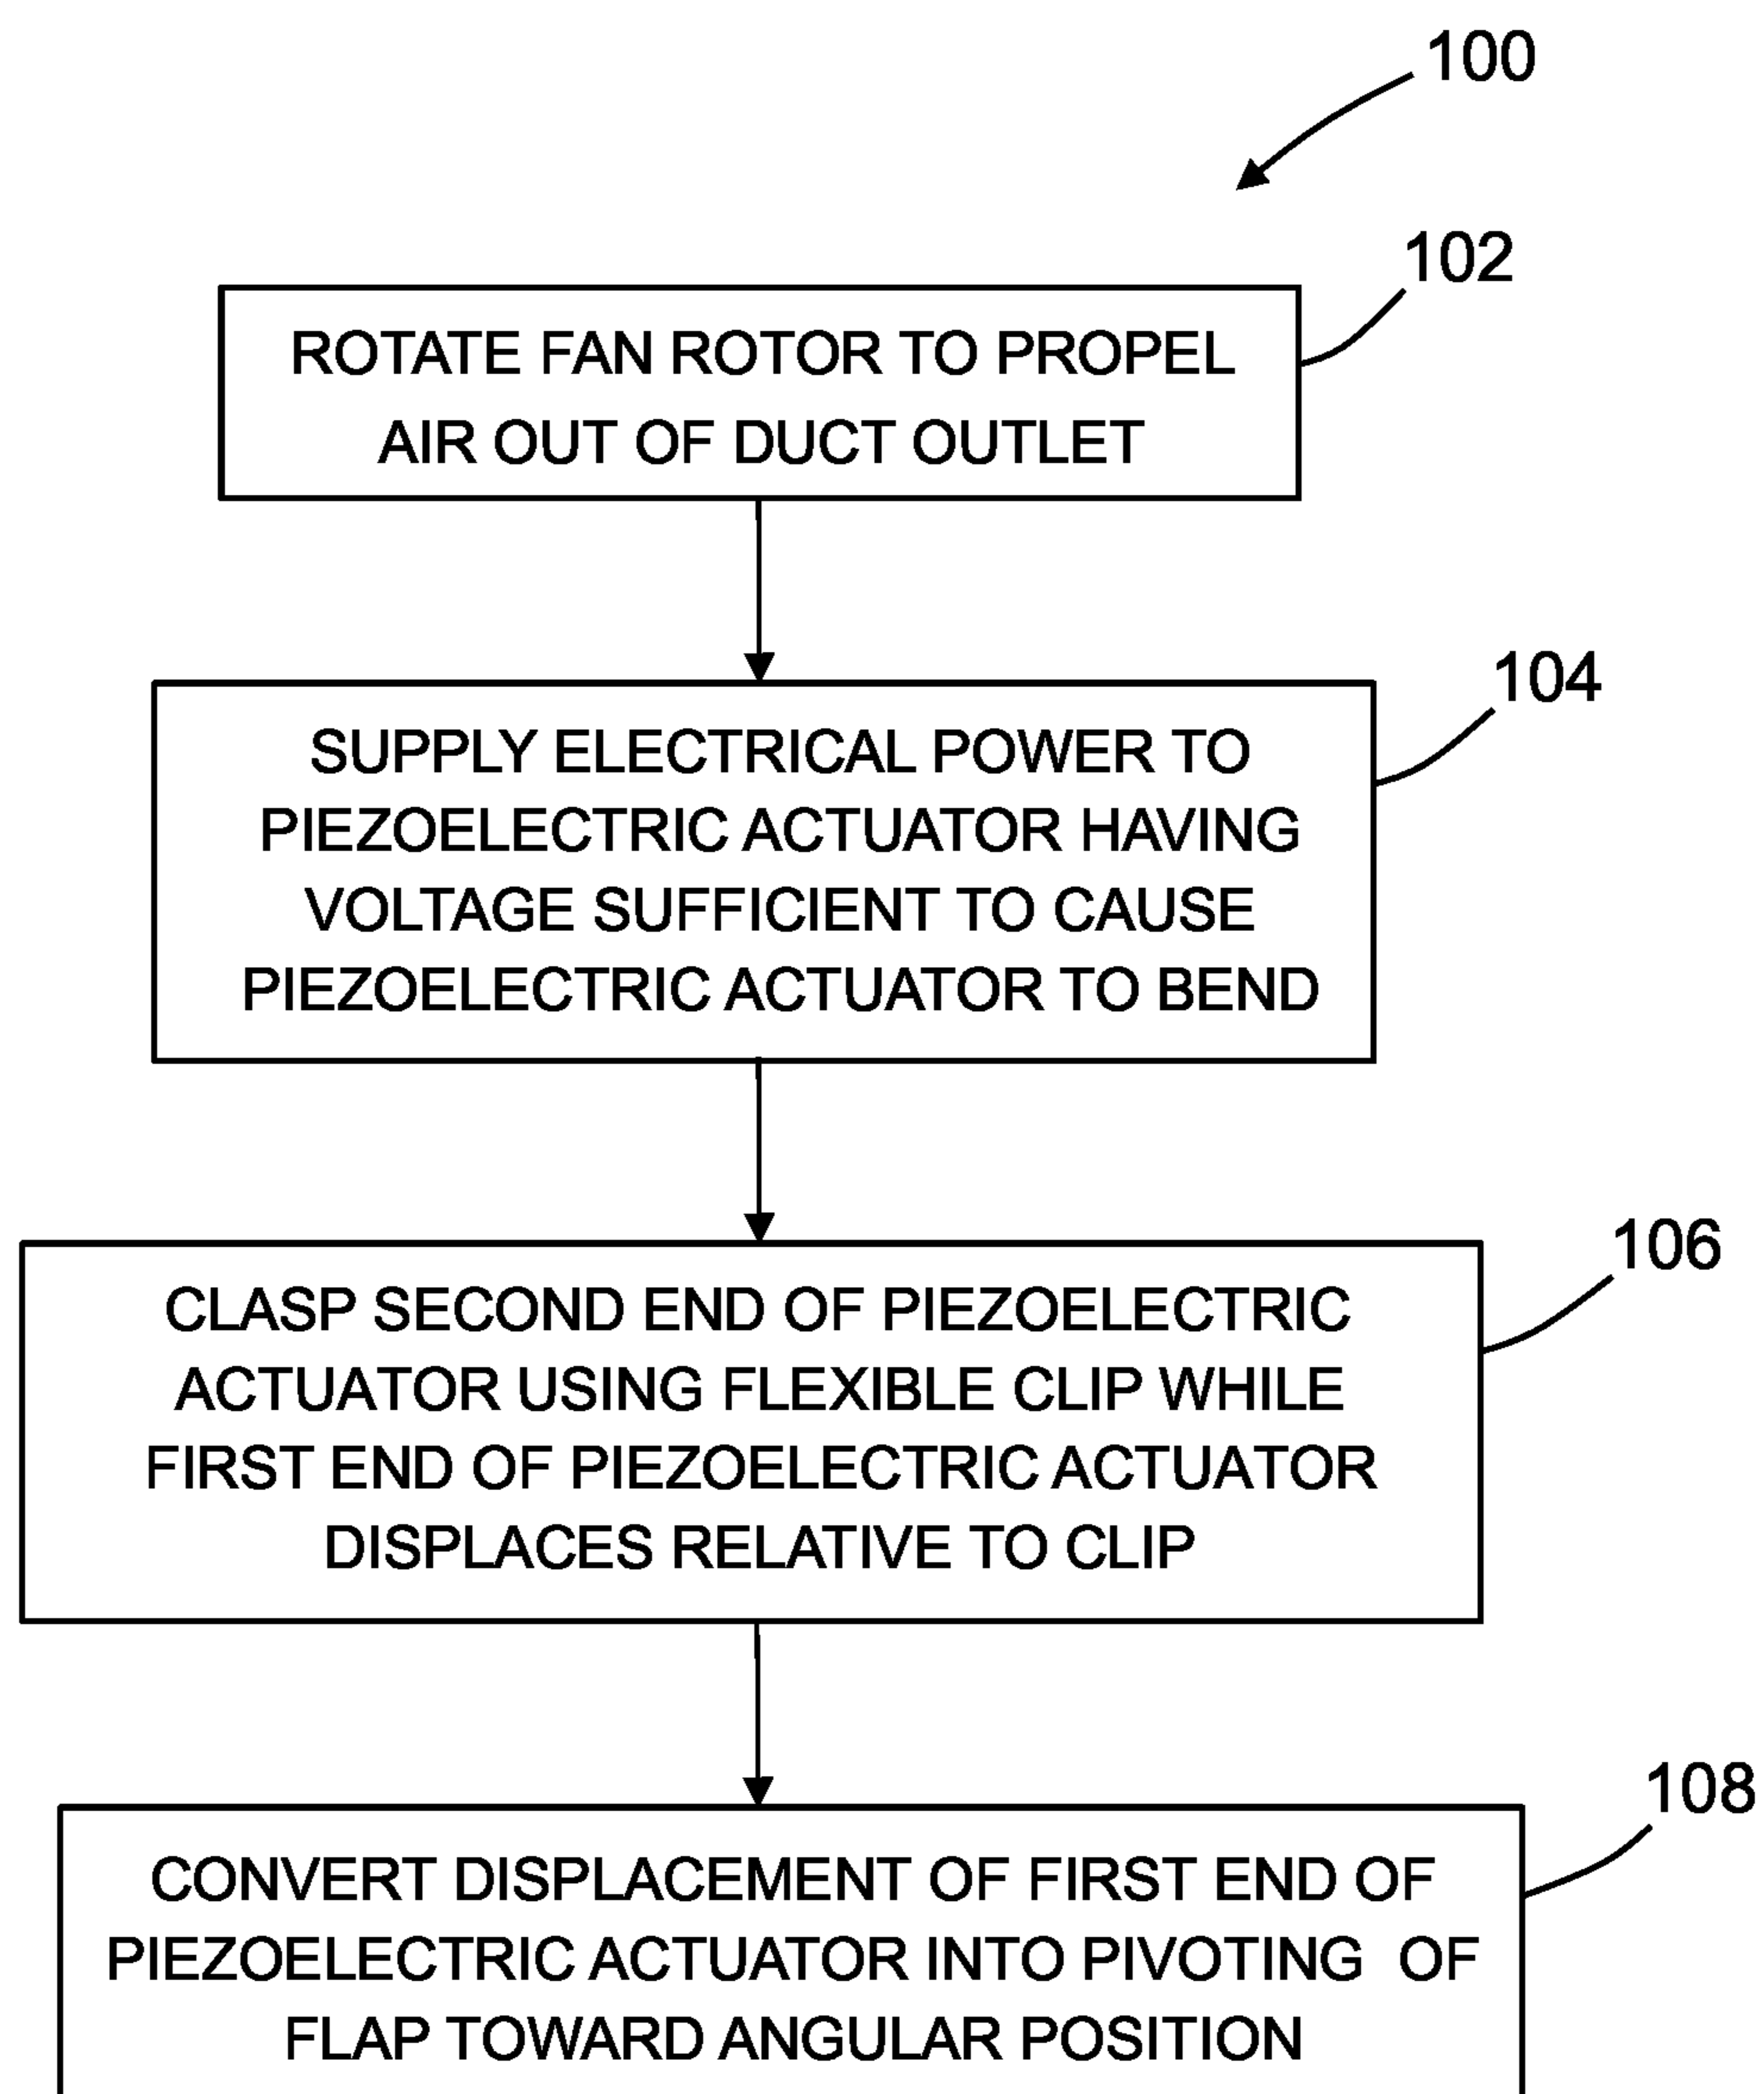 100
102
ROTATE FAN ROTOR TO PROPEL
AIR OUT OF DUCT OUTLET
104
SUPPLY ELECTRICAL POWER TO
PIEZOELECTRIC ACTUATOR HAVING
VOLTAGE SUFFICIENT TO CAUSE
PIEZOELECTRIC ACTUATOR TO BEND
106
CLASP SECOND END OF PIEZOELECTRIC
ACTUATOR USING FLEXIBLE CLIP WHILE
FIRST END OF PIEZOELECTRIC ACTUATOR
DISPLACES RELATIVE TO CLIP
108
CONVERT DISPLACEMENT OF FIRST END OF
PIEZOELECTRIC ACTUATOR INTO PIVOTING OF
FLAP TOWARD ANGULAR POSITION